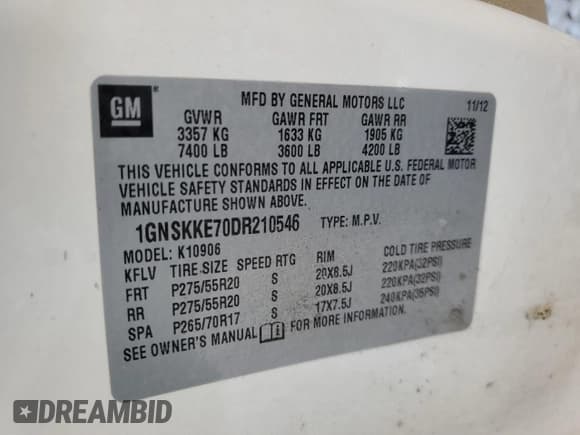 GM
MFD BY GENERAL MOTORS LLC 11/12
GVWR GAWR FRT GAWR RR
3357 KG 1633 KG 1905 KG
7400 LB 3600 LB 4200 LB
THIS VEHICLE CONFORMS TO ALL APPLICABLE U.S. FEDERAL MOTOR
VEHICLE SAFETY STANDARDS IN EFFECT ON THE DATE OF
MANUFACTURE SHOWN ABOVE.
1GNSKKE70DR210546 TYPE: M.P.V.
MODEL: K10906
KFLV TIRE SIZE SPEED RTG RIM COLD TIRE PRESSURE
FRT P275/55R20 S 20X8.5J 220KPA(32PSI)
RR P275/55R20 S 20X8.5J 220KPA(32PSI)
SPA P265/70R17 S 17X7.5J 240KPA(35PSI)
SEE OWNER'S MANUAL i FOR MORE INFORMATION.
DREAMBID